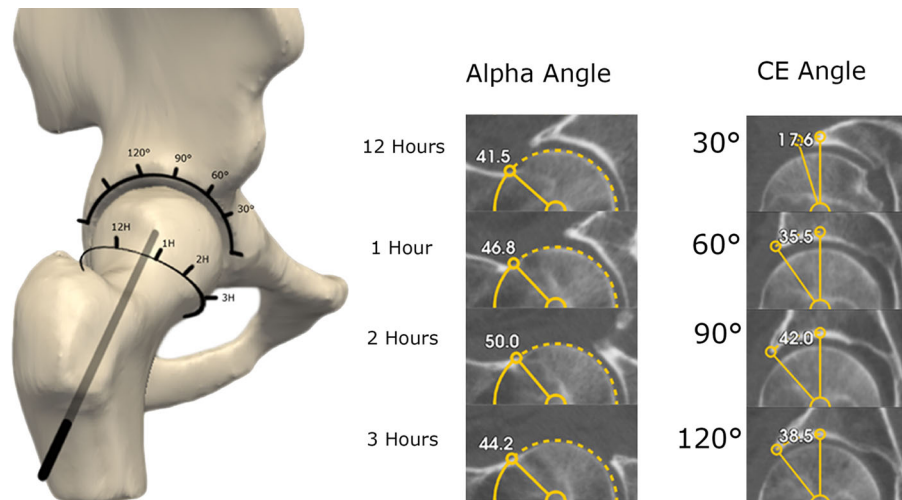 Alpha Angle
CE Angle
120°
90°
60°
30°
12H
1H
2H
3H
12 Hours
41.5
1 Hour
46.8
2 Hours
50.0
3 Hours
44.2
30°
17.6
60°
35.5
90°
42.0
120°
38.5